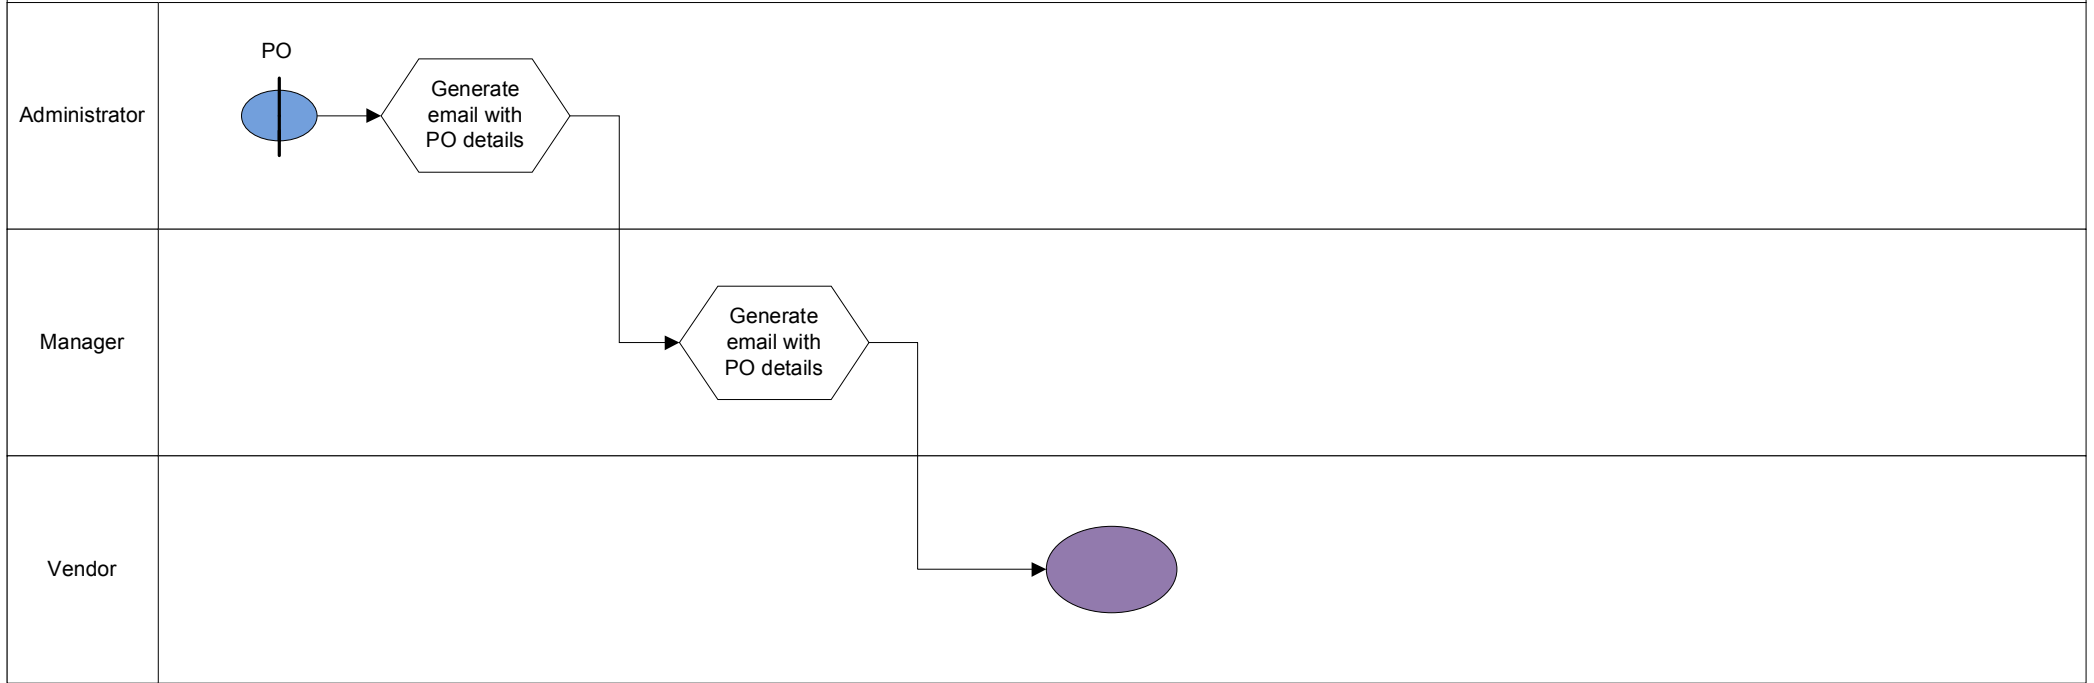 PO
Administrator
Generate
email with
PO details
Manager
Generate
email with
PO details
Vendor